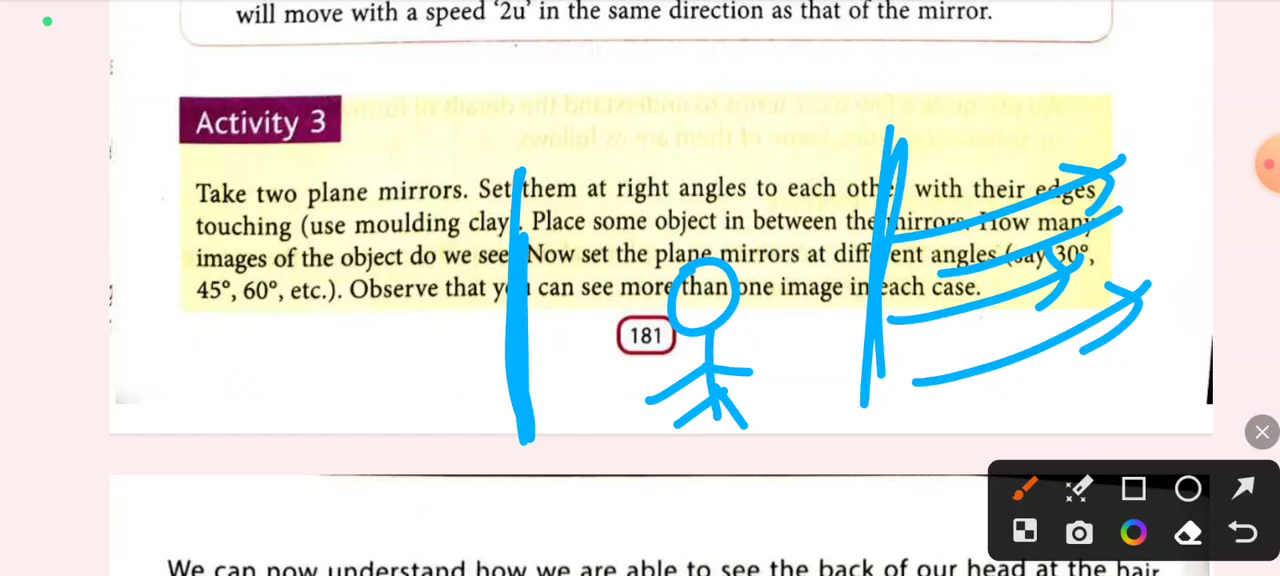 will move with a speed ‘2u’ in the same direction as that of the mirror.
Activity 3
Take two plane mirrors. Set them at right angles to each other with their edges
touching (use moulding clay). Place some object in between the mirrors. How many
images of the object do we see? Now set the plane mirrors at different angles (say 30°,
45°, 60°, etc.). Observe that you can see more than one image in each case.
181
We can now understand how we are able to see the back of our head at the hair